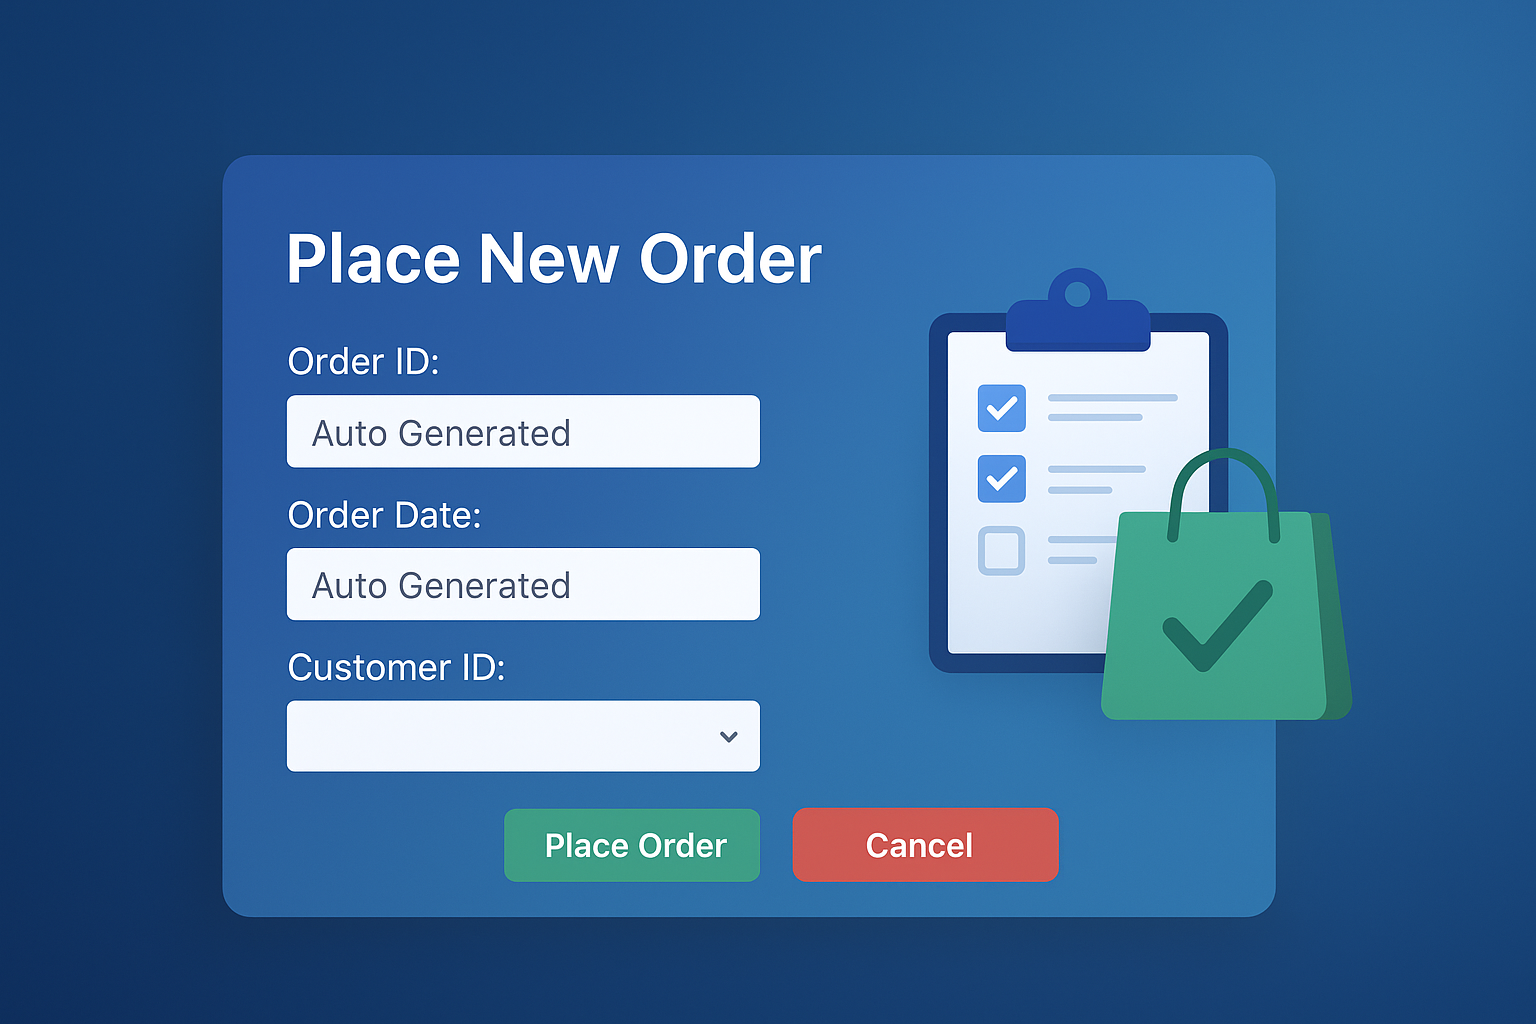 Place New Order
Order ID:
Auto Generated
Order Date:
Auto Generated
Customer ID:
Place Order
Cancel